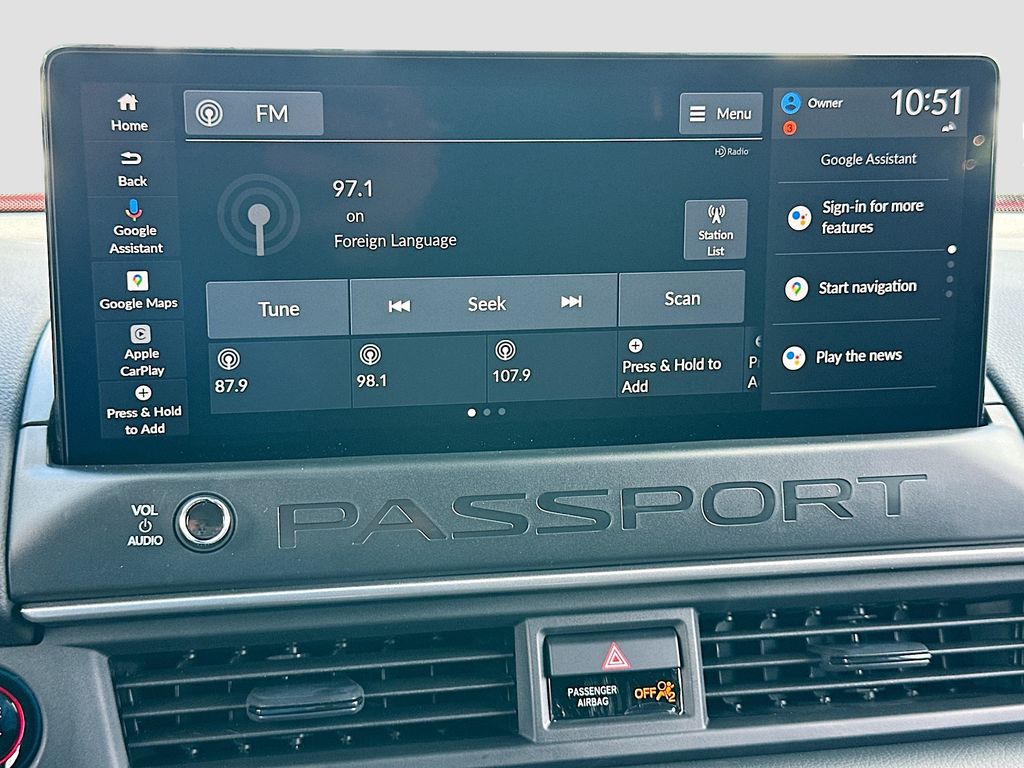 Home
Back
Google
Assistant
Google Maps
Apple
CarPlay
Press & Hold
to Add
FM
Menu
HD Radio
97.1
on
Foreign Language
Station
List
Tune
Seek
Scan
87.9
98.1
107.9
Press & Hold to
Add
P
A
Owner
10:51
3
Google Assistant
Sign-in for more
features
Start navigation
Play the news
VOL
AUDIO
PASSPORT
PASSENGER
AIRBAG
OFF
2